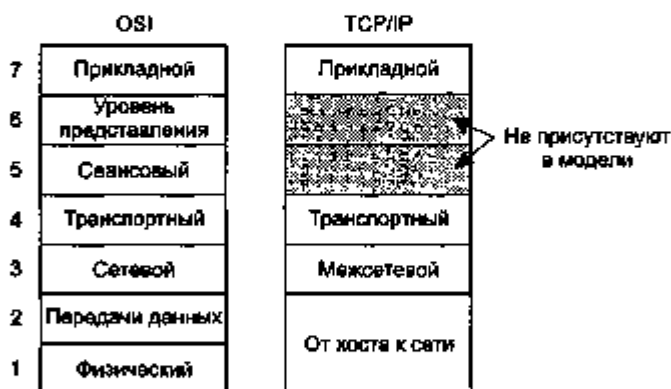 OSI TCP/IP
7 Прикладной Прикладной
6 Уровень представления Не присутствуют в модели
5 Сеансовый
4 Транспортный Транспортный
3 Сетевой Межсетевой
2 Передачи данных
От хоста к сети
1 Физический